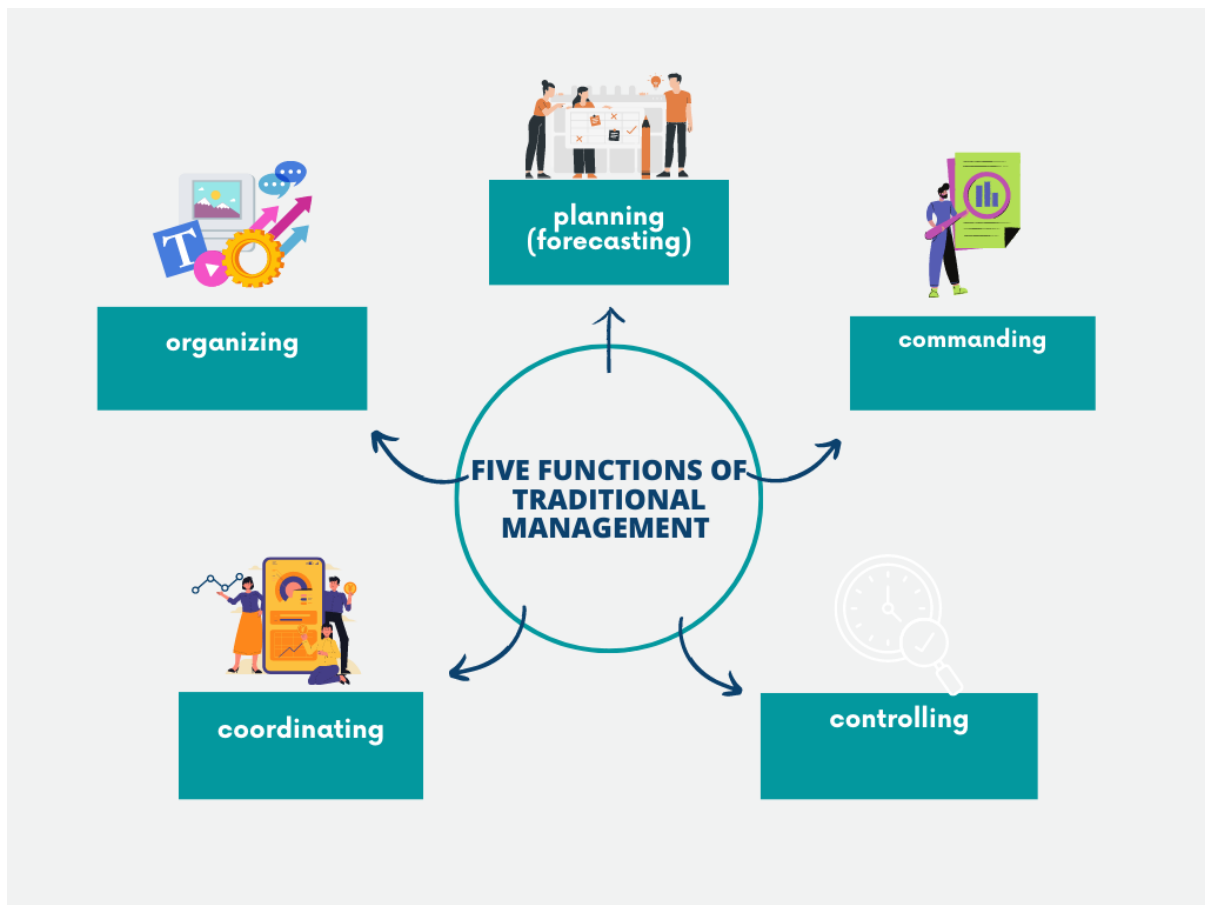 planning
(forecasting)
organizing
commanding
FIVE FUNCTIONS OF
TRADITIONAL
MANAGEMENT
coordinating
controlling
T